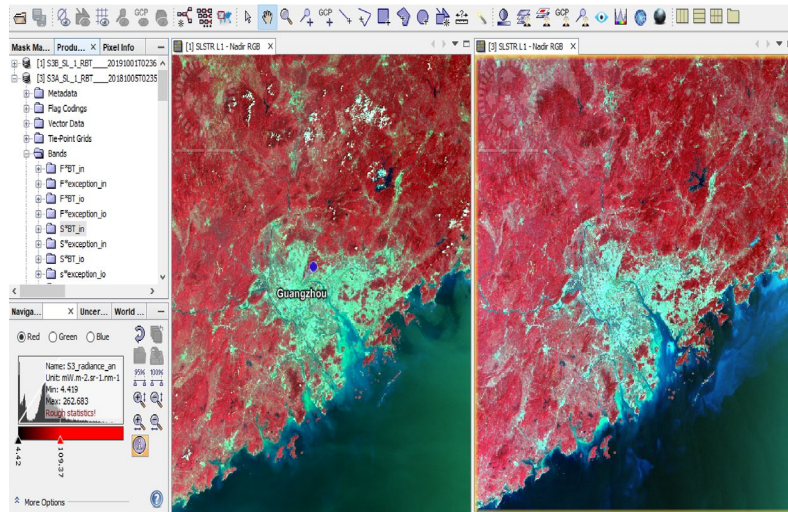 GCP
GCP
GCP
Mask Ma... Produ... X Pixel Info
[1] SLSTR L1 - Nadir RGB X
[3] SLSTR L1 - Nadir RGB X
[1] S3B_SL_1_RBT____20191001T0236
[3] S3A_SL_1_RBT____20181005T0235
Metadata
Flag Codings
Vector Data
Tie-Point Grids
Bands
F*BT_in
F*exception_in
F*BT_io
F*exception_io
S*BT_in
S*exception_in
S*BT_io
s*exception_io
Guangzhou
Naviga... X Uncer... World ...
Red Green Blue
Name: S3_radiance_an
Unit: mW.m-2.sr-1.nm-1
Min: 4.419
Max: 262.683
Rough statistics!
95% 100%
4.42
109.37
More Options